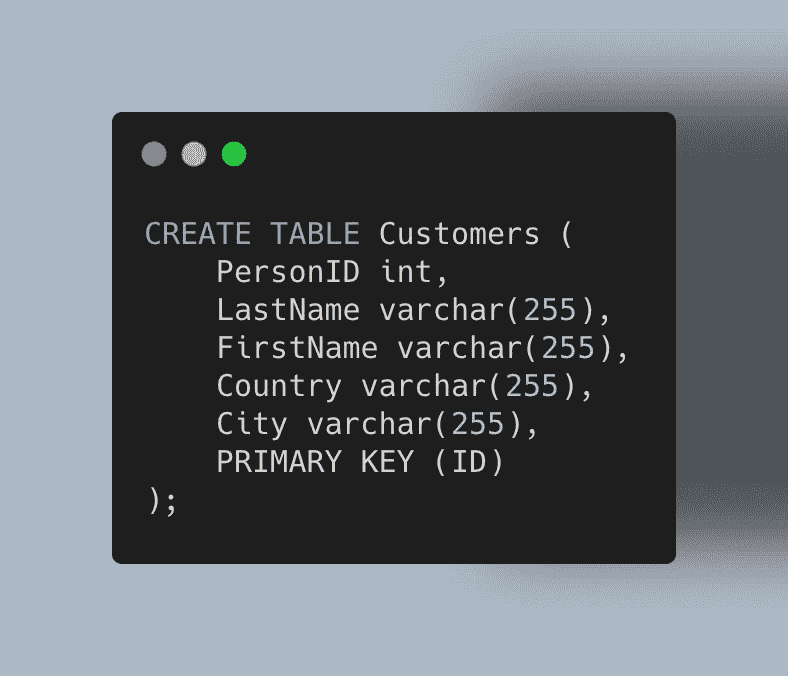 CREATE TABLE Customers (
    PersonID int,
    LastName varchar(255),
    FirstName varchar(255),
    Country varchar(255),
    City varchar(255),
    PRIMARY KEY (ID)
);